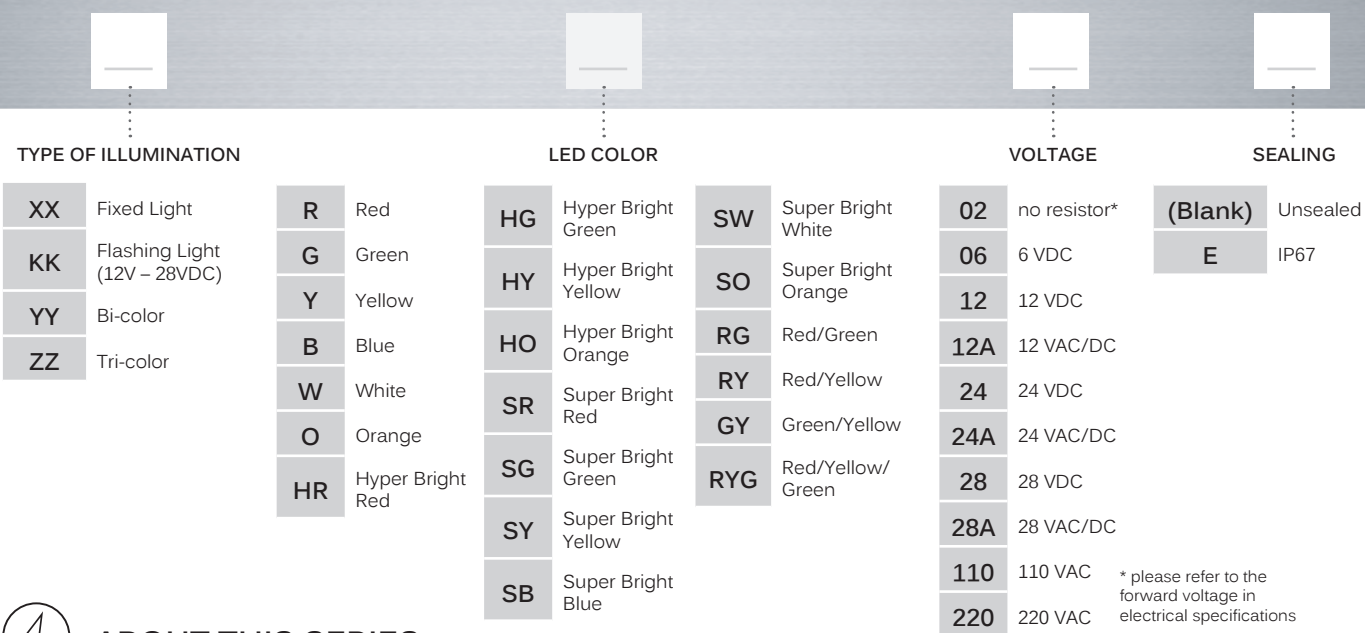 TYPE OF ILLUMINATION
XX Fixed Light
KK Flashing Light
(12V – 28VDC)
YY Bi-color
ZZ Tri-color
LED COLOR
R Red
G Green
Y Yellow
B Blue
W White
O Orange
HR Hyper Bright
Red
HG Hyper Bright
Green
HY Hyper Bright
Yellow
HO Hyper Bright
Orange
SR Super Bright
Red
SG Super Bright
Green
SY Super Bright
Yellow
SB Super Bright
Blue
SW Super Bright
White
SO Super Bright
Orange
RG Red/Green
RY Red/Yellow
GY Green/Yellow
RYG Red/Yellow/
Green
VOLTAGE
02 no resistor*
06 6 VDC
12 12 VDC
12A 12 VAC/DC
24 24 VDC
24A 24 VAC/DC
28 28 VDC
28A 28 VAC/DC
110 110 VAC
220 220 VAC
* please refer to the
forward voltage in
electrical specifications
SEALING
(Blank) Unsealed
E IP67
ABOUT THIS SERIES